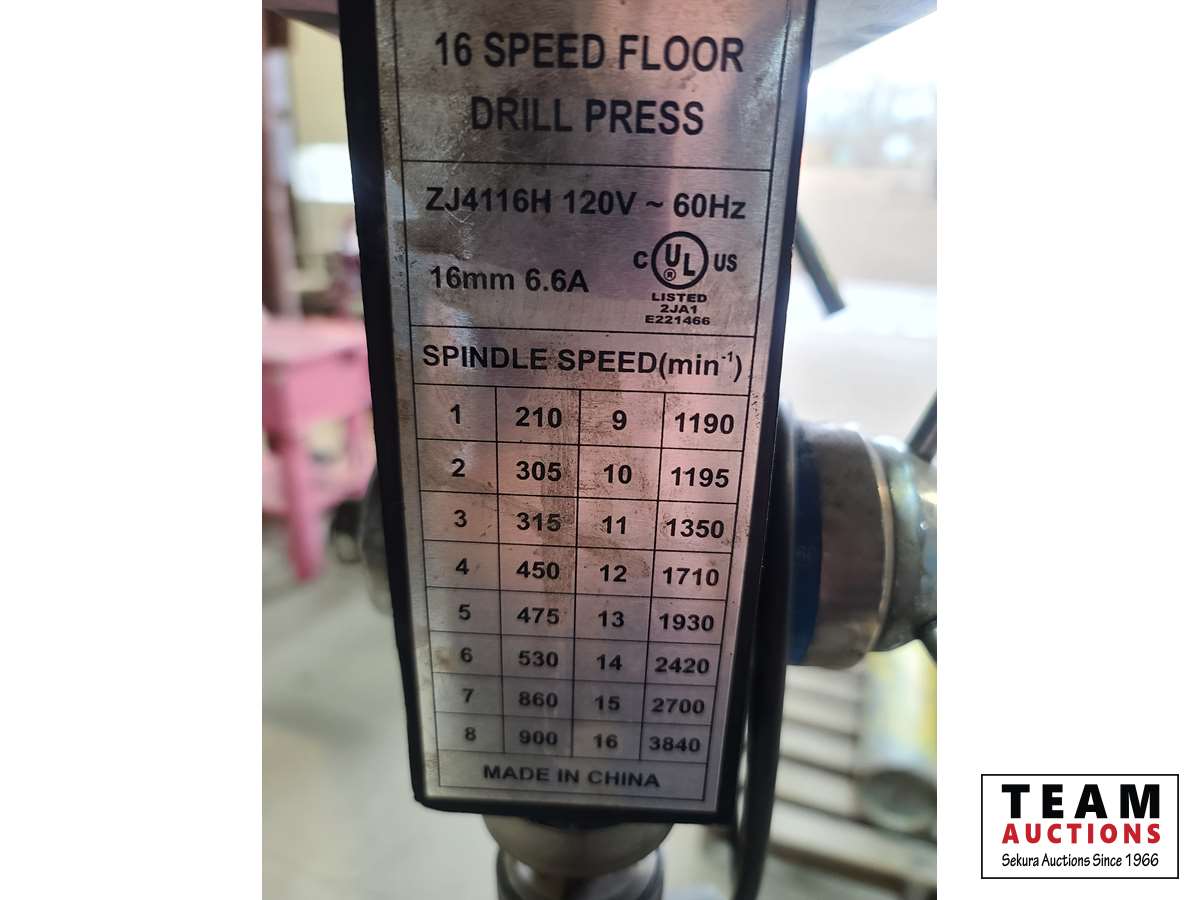 16 SPEED FLOOR
DRILL PRESS
ZJ4116H 120V ~ 60Hz
16mm 6.6A
C UL ® US
LISTED
2JA1
E221466
SPINDLE SPEED(min⁻¹)
1 210 9 1190
2 305 10 1195
3 315 11 1350
4 450 12 1710
5 475 13 1930
6 530 14 2420
7 860 15 2700
8 900 16 3840
MADE IN CHINA
TEAM
AUCTIONS
Sekura Auctions Since 1966